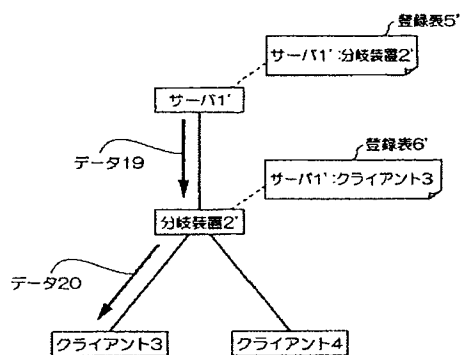 登録表5'
サーバ1':分岐装置2'
サーバ1'
データ19
登録表6'
サーバ1':クライアント3
分岐装置2'
データ20
クライアント3
クライアント4